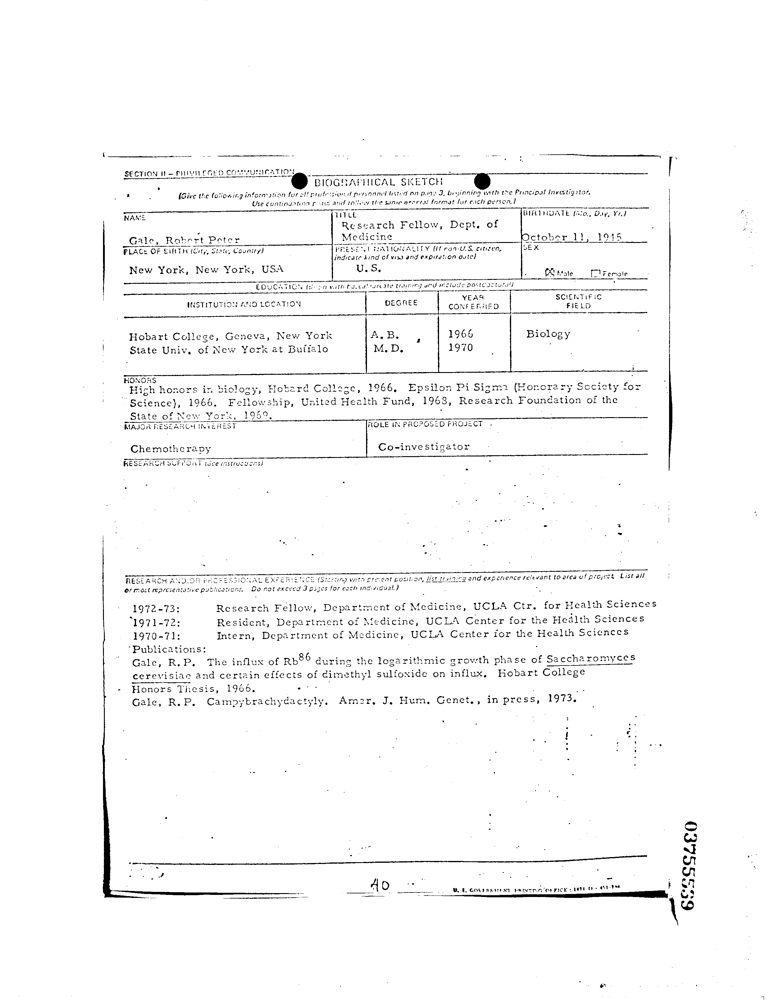 SECTION II – PRIVILEGED COMMUNICATION
BIOGRAPHICAL SKETCH
(Give the following information for all professional personnel listed on page 3, beginning with the Principal Investigator.
Use continuation pages and follow the same general format for each person.)
NAME TITLE BIRTHDATE (Mo., Day, Yr.)
Research Fellow, Dept. of
Gale, Robert Peter Medicine October 11, 1945
PLACE OF BIRTH (City, State, Country) PRESENT NATIONALITY (If non-U.S. citizen, SEX
indicate kind of visa and expiration date)
New York, New York, USA U.S. Male Female
EDUCATION (Begin with baccalaureate training and include postdoctoral)
INSTITUTION AND LOCATION DEGREE YEAR CONFERRED SCIENTIFIC FIELD
Hobart College, Geneva, New York A.B. 1966 Biology
State Univ. of New York at Buffalo M.D. 1970
HONORS
High honors in biology, Hobard College, 1966. Epsilon Pi Sigma (Honorary Society for
Science), 1966. Fellowship, United Health Fund, 1968, Research Foundation of the
State of New York, 1969.
MAJOR RESEARCH INTEREST ROLE IN PROPOSED PROJECT
Chemotherapy Co-investigator
RESEARCH SUPPORT (See instructions)
RESEARCH AND/OR PROFESSIONAL EXPERIENCE (Starting with present position, list training and experience relevant to area of project. List all
or most representative publications. Do not exceed 3 pages for each individual.)
1972-73: Research Fellow, Department of Medicine, UCLA Ctr. for Health Sciences
1971-72: Resident, Department of Medicine, UCLA Center for the Health Sciences
1970-71: Intern, Department of Medicine, UCLA Center for the Health Sciences
Publications:
Gale, R.P. The influx of Rb86 during the logarithmic growth phase of Saccharomyces
cerevisiae and certain effects of dimethyl sulfoxide on influx. Hobart College
Honors Thesis, 1966.
Gale, R.P. Campybrachydactyly. Amer. J. Hum. Genet., in press, 1973.
40
U. S. GOVERNMENT PRINTING OFFICE
03755539